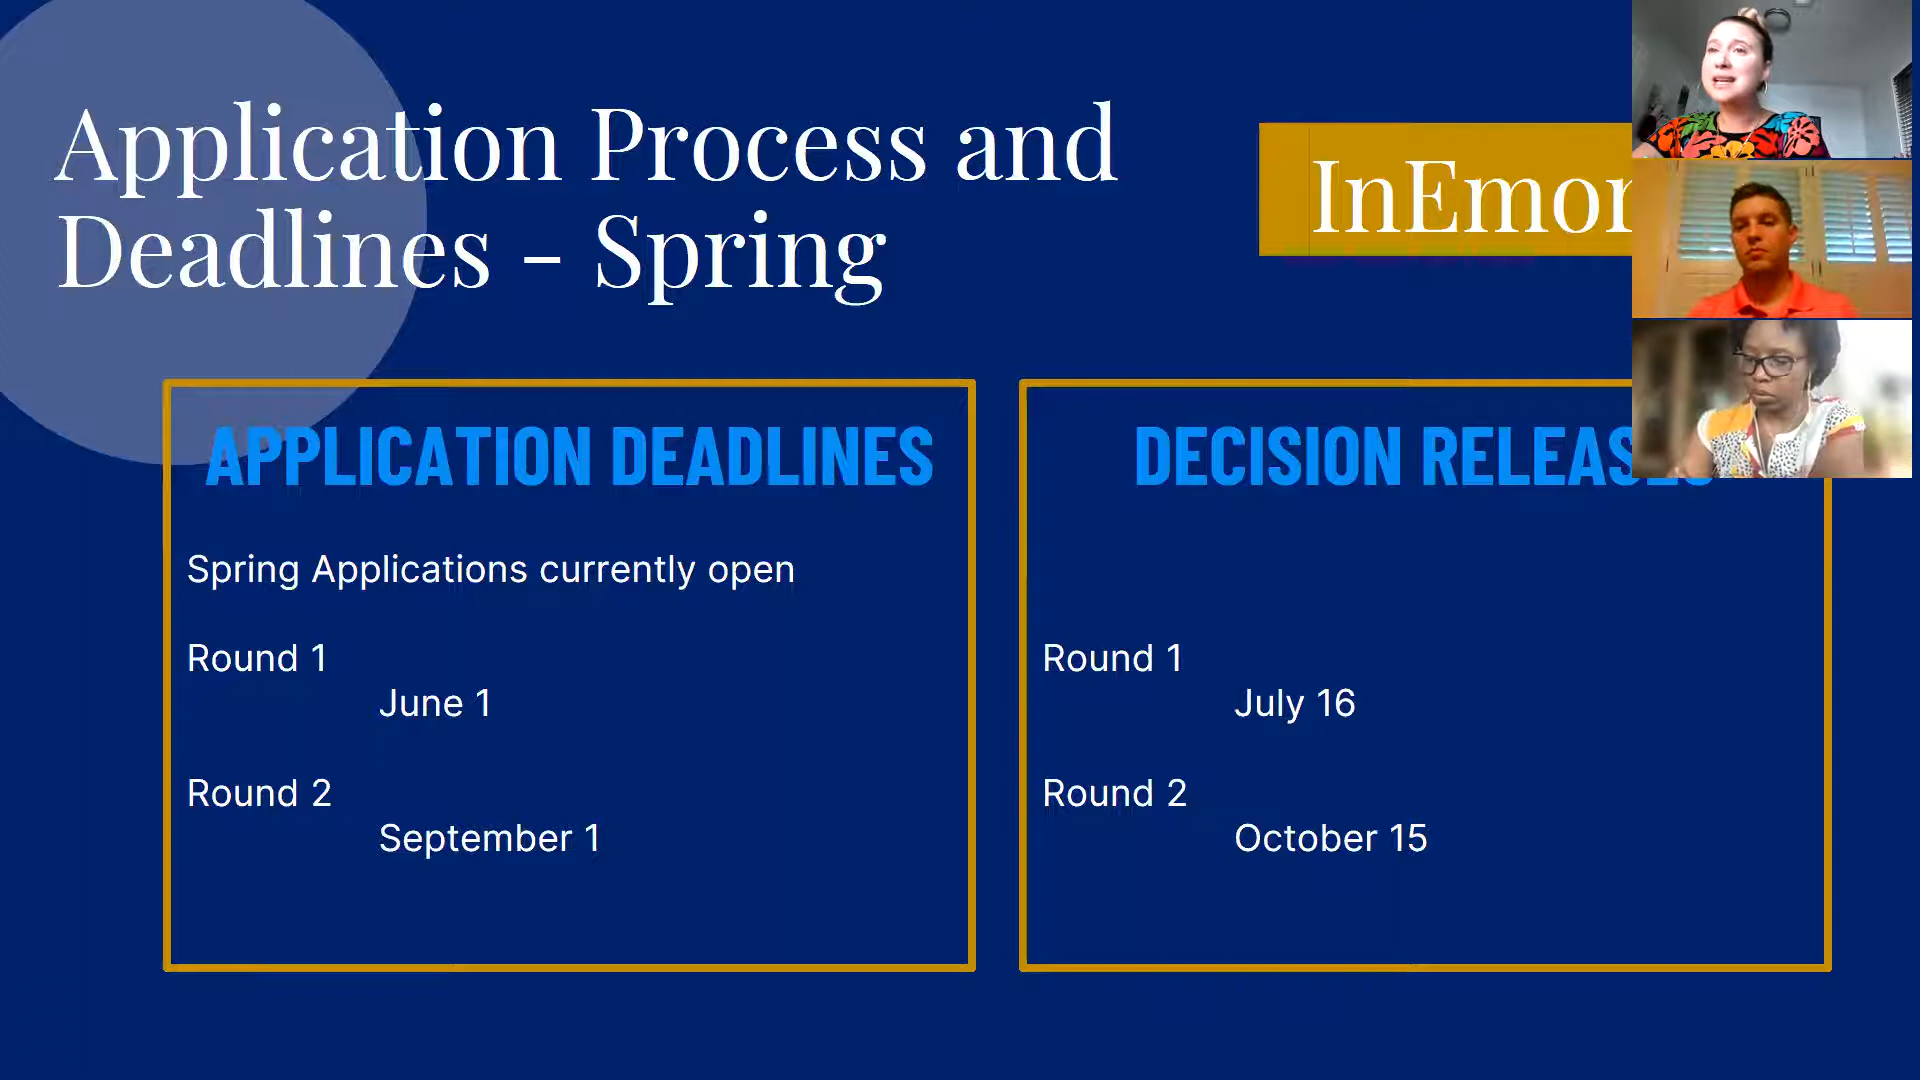 Application Process and
Deadlines - Spring
InEmor
APPLICATION DEADLINES
Spring Applications currently open
Round 1
June 1
Round 2
September 1
DECISION RELEASES
Round 1
July 16
Round 2
October 15